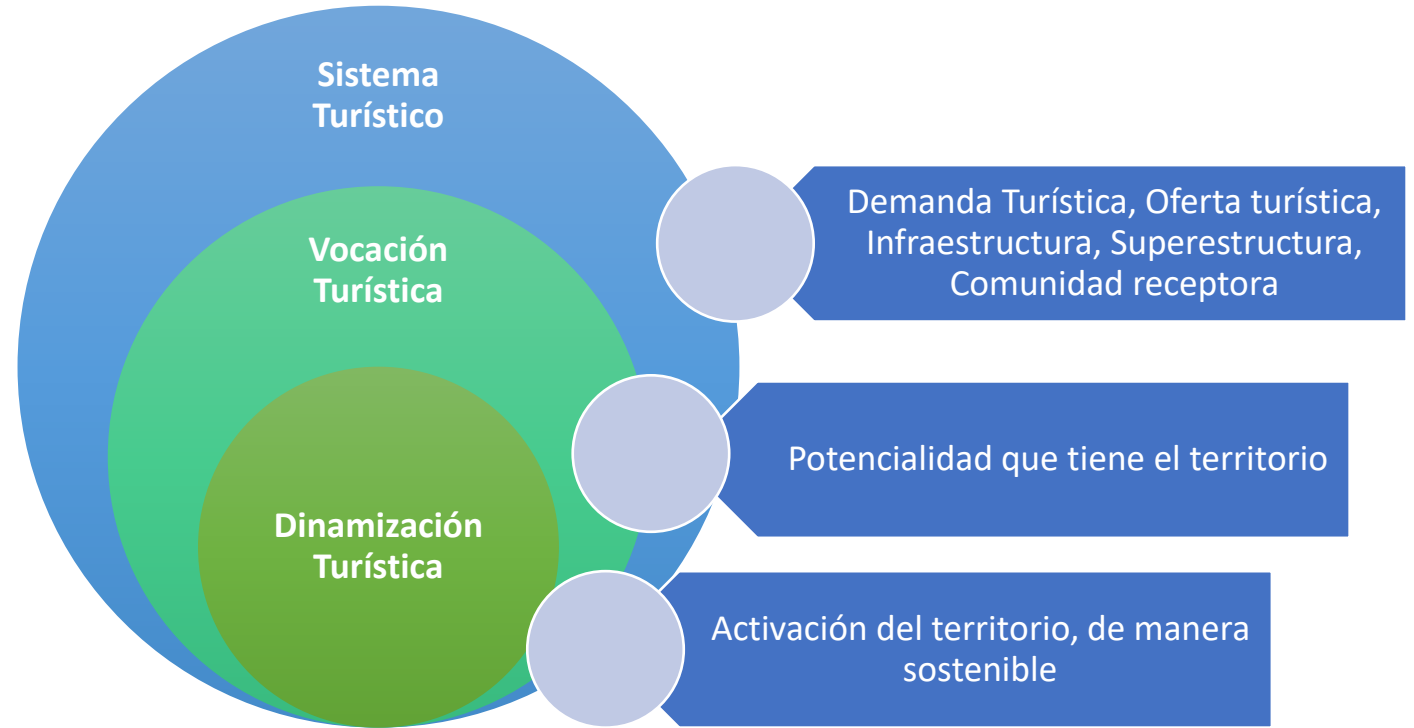 Sistema
Turístico
Demanda Turística, Oferta turística,
Infraestructura, Superestructura,
Comunidad receptora
Vocación
Turística
Potencialidad que tiene el territorio
Dinamización
Turística
Activación del territorio, de manera
sostenible